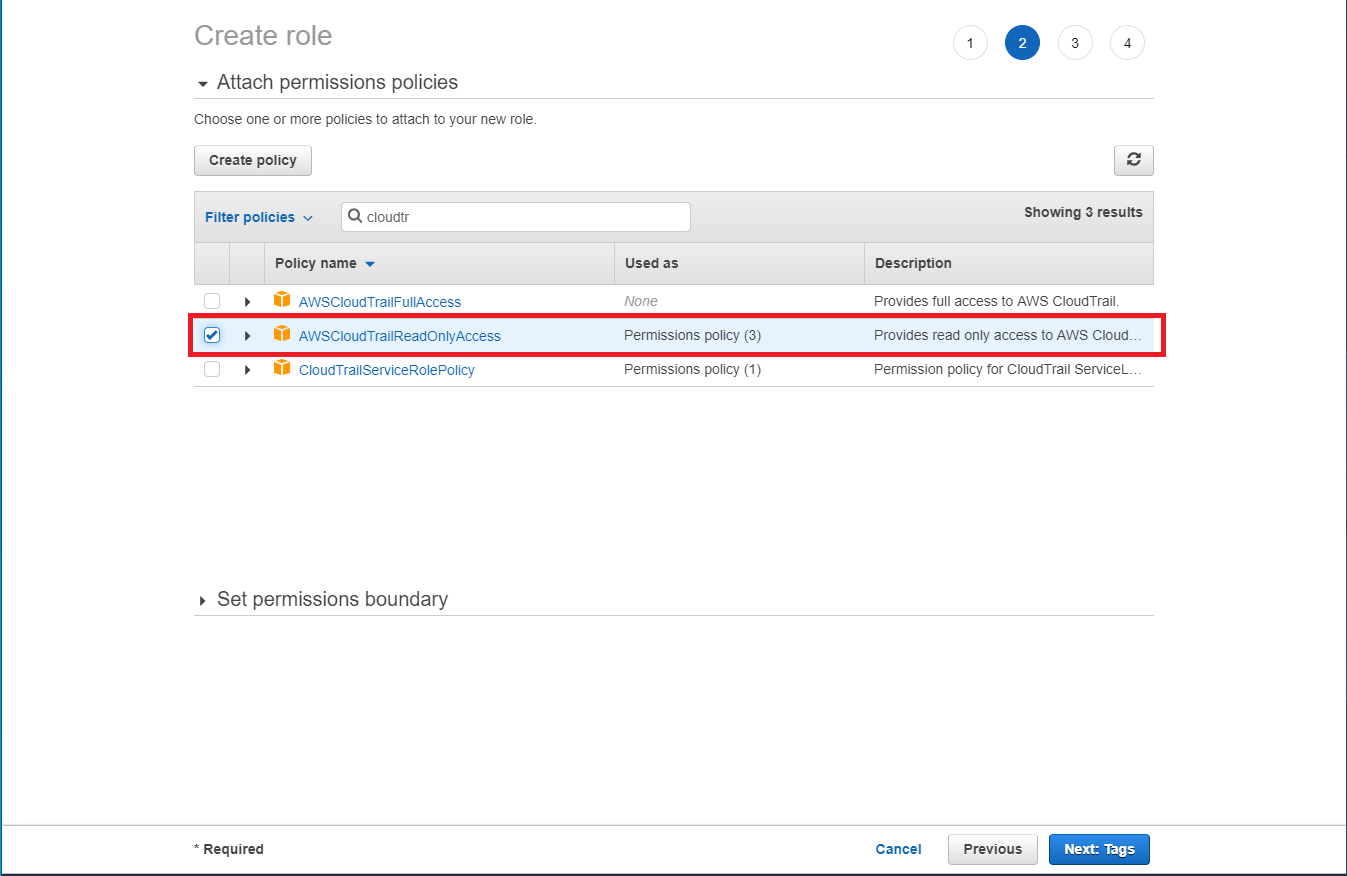 Create role
1 2 3 4
Attach permissions policies
Choose one or more policies to attach to your new role.
Create policy
Filter policies cloudtr Showing 3 results
Policy name Used as Description
AWSCloudTrailFullAccess None Provides full access to AWS CloudTrail.
AWSCloudTrailReadOnlyAccess Permissions policy (3) Provides read only access to AWS Cloud…
CloudTrailServiceRolePolicy Permissions policy (1) Permission policy for CloudTrail ServiceL…
Set permissions boundary
* Required Cancel Previous Next: Tags